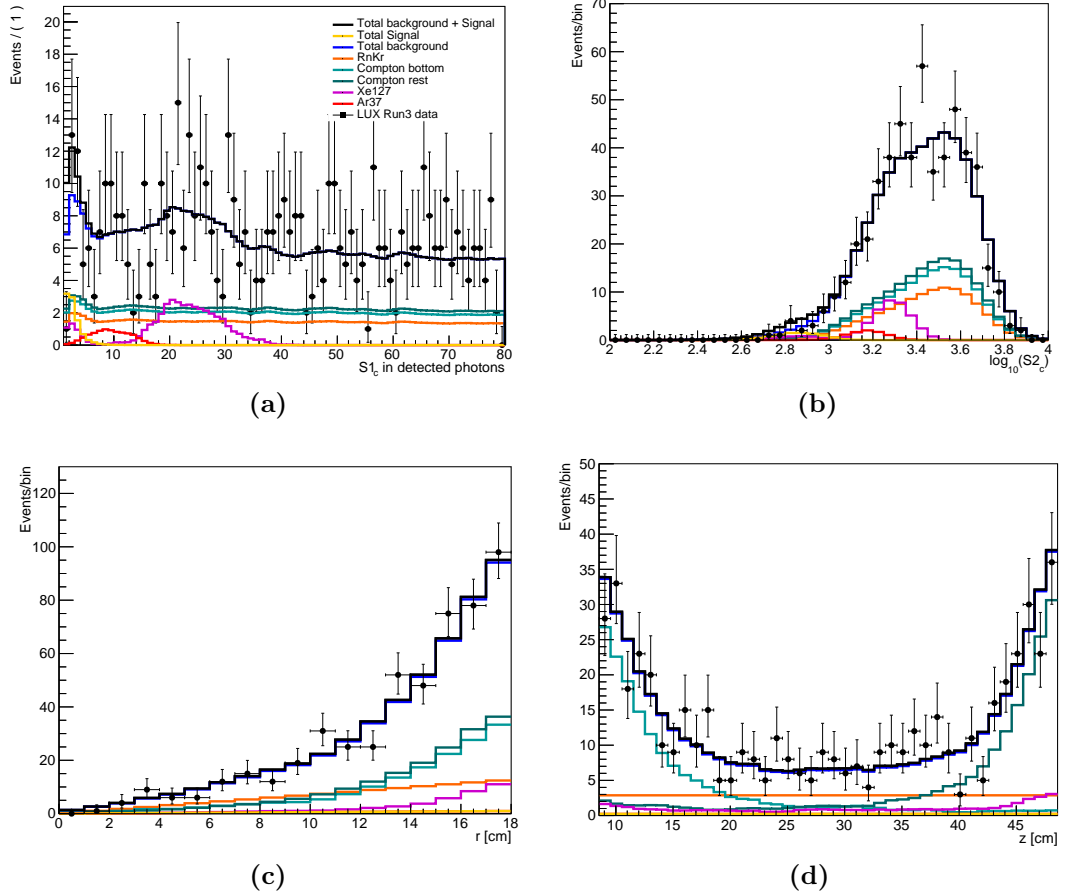 Events / ( 1 )
20
18
16
14
12
10
8
6
4
2
0
Total background + Signal
Total Signal
Total background
RnKr
Compton bottom
Compton rest
Xe127
Ar37
LUX Run3 data
10 20 30 40 50 60 70 80
S1c in detected photons
(a)
Events/bin
70
60
50
40
30
20
10
0
2 2.2 2.4 2.6 2.8 3 3.2 3.4 3.6 3.8 4
log10(S2c)
(b)
Events/bin
120
100
80
60
40
20
0
0 2 4 6 8 10 12 14 16 18
r [cm]
(c)
Events/bin
50
45
40
35
30
25
20
15
10
5
0
10 15 20 25 30 35 40 45
z [cm]
(d)